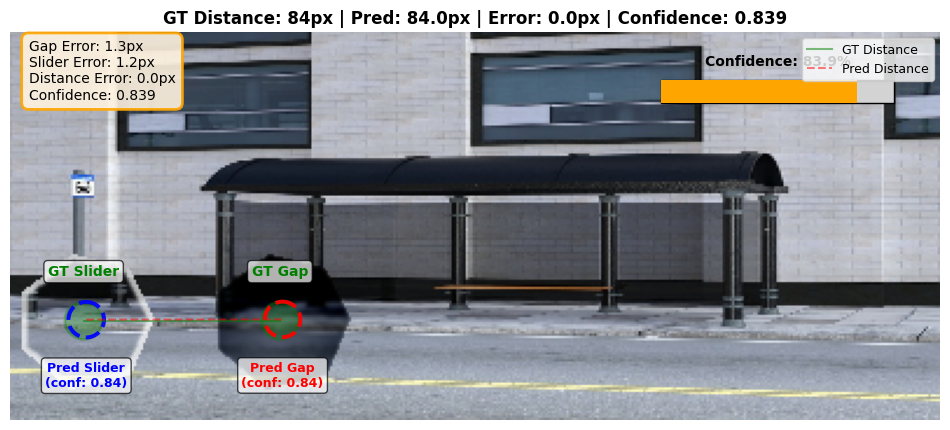 GT Distance: 84px | Pred: 84.0px | Error: 0.0px | Confidence: 0.839
Gap Error: 1.3px
Slider Error: 1.2px
Distance Error: 0.0px
Confidence: 0.839
Confidence: 83.9%
GT Distance
Pred Distance
GT Slider
GT Gap
Pred Slider
(conf: 0.84)
Pred Gap
(conf: 0.84)